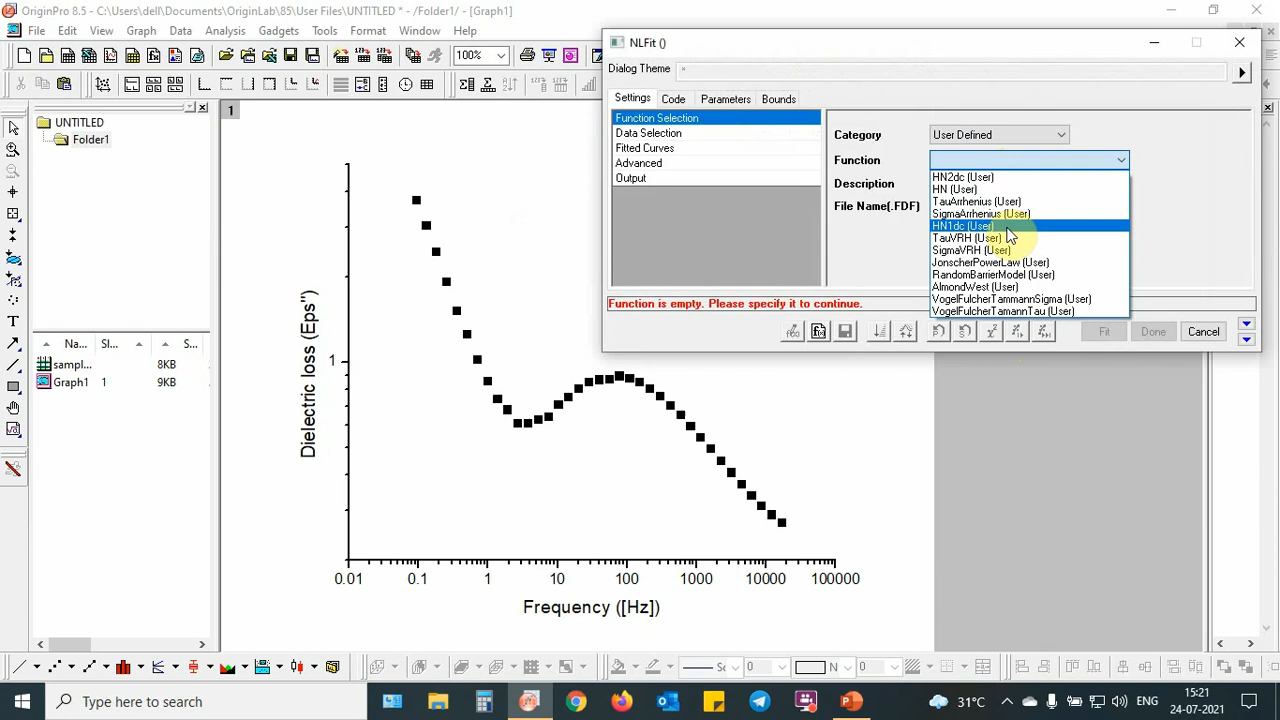 OriginPro 8.5 - C:\Users\dell\Documents\OriginLab\85\User Files\UNTITLED * - /Folder1/ - [Graph1]
File Edit View Graph Data Analysis Gadgets Tools Format Window Help
100%
NLFit ()
Dialog Theme *
Settings Code Parameters Bounds
Function Selection
Data Selection
Fitted Curves
Advanced
Output
Category User Defined
Function
Description
File Name(.FDF)
HN2dc (User)
HN (User)
TauArrhenius (User)
SigmaArrhenius (User)
HN1dc (User)
TauVRH (User)
SigmaVRH (User)
JonscherPowerLaw (User)
RandomBarrierModel (User)
AlmondWest (User)
VogelFulcherTammannSigma (User)
VogelFulcherTamannTau (User)
Function is empty. Please specify it to continue.
Fit Done Cancel
UNTITLED
Folder1
Na... Sl...
sampl... 8KB
Graph1 9KB
1
Dielectric loss (Eps")
1
0.01 0.1 1 10 100 1000 10000 100000
Frequency ([Hz])
0 N 0
Type here to search
31°C
ENG
15:21
24-07-2021